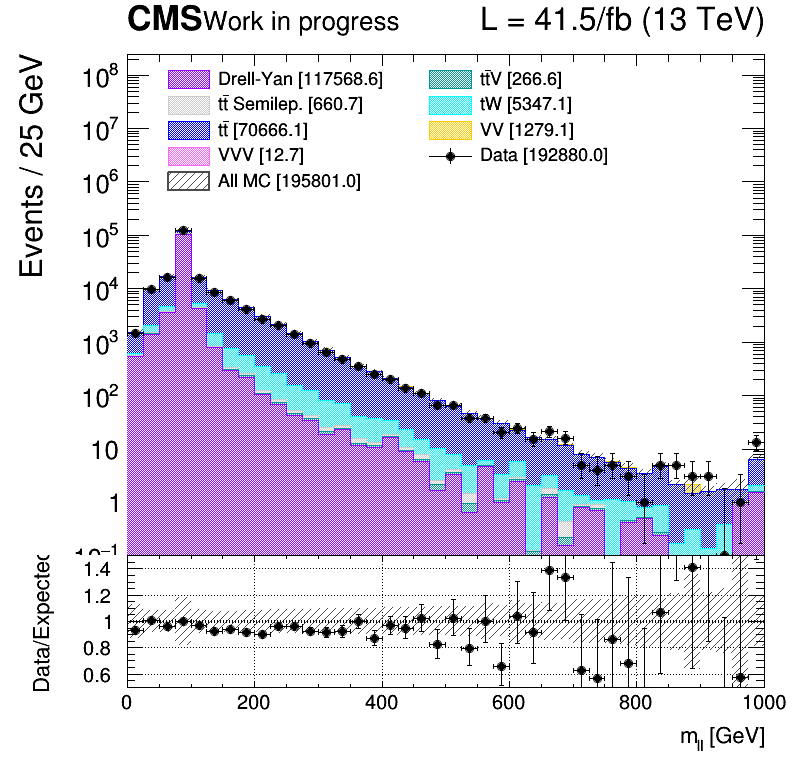 CMS Work in progress L = 41.5/fb (13 TeV)
Events / 25 GeV
10⁸
10⁷
10⁶
10⁵
10⁴
10³
10²
10
1
10⁻¹
Drell-Yan [117568.6]
tt̄ Semilep. [660.7]
tt̄ [70666.1]
VVV [12.7]
All MC [195801.0]
tt̄V [266.6]
tW [5347.1]
VV [1279.1]
Data [192880.0]
Data/Expected
1.4
1.2
1
0.8
0.6
0 200 400 600 800 1000
m_ll [GeV]